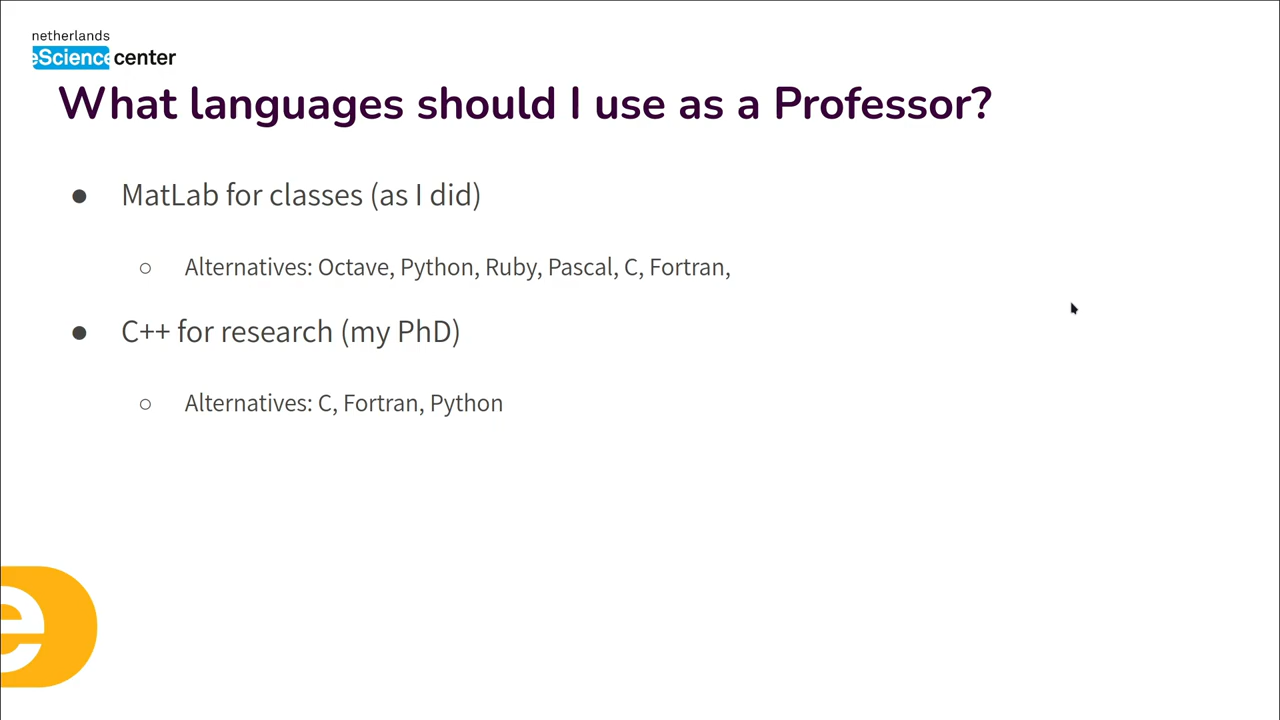 netherlands
eScience center
What languages should I use as a Professor?
● MatLab for classes (as I did)
○ Alternatives: Octave, Python, Ruby, Pascal, C, Fortran,
● C++ for research (my PhD)
○ Alternatives: C, Fortran, Python
e